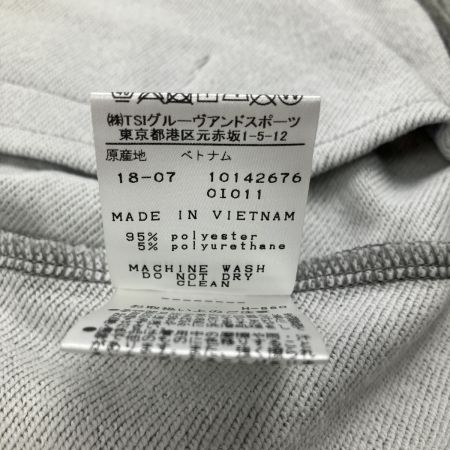 ㈱TSIグルーヴアンドスポーツ
東京都港区元赤坂1-5-12
原産地 ベトナム
18-07 10142676
OI011
MADE IN VIETNAM
95% polyester
5% polyurethane
MACHINE WASH
DO NOT DRY
CLEAN